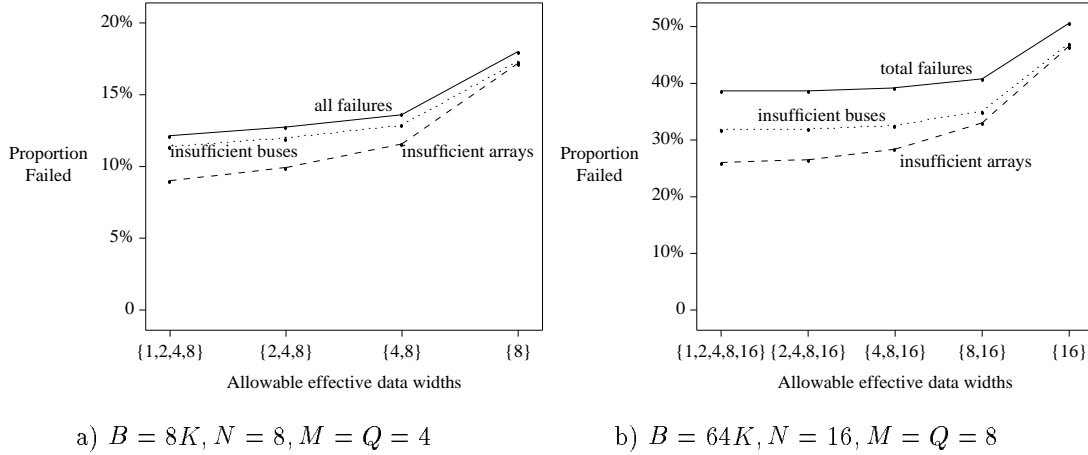 20%
15%
10%
5%
0
Proportion
Failed
all failures
insufficient buses
insufficient arrays
{1,2,4,8} {2,4,8} {4,8} {8}
Allowable effective data widths
a) B = 8K, N = 8, M = Q = 4
50%
40%
30%
20%
10%
0
Proportion
Failed
total failures
insufficient buses
insufficient arrays
{1,2,4,8,16} {2,4,8,16} {4,8,16} {8,16} {16}
Allowable effective data widths
b) B = 64K, N = 16, M = Q = 8